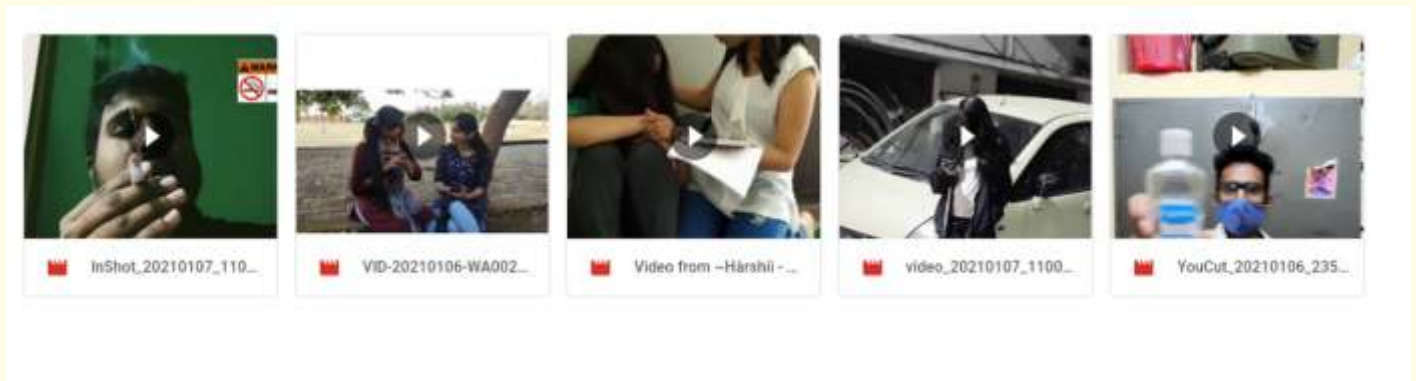 InShot_20210107_110...
VID-20210106-WA002...
Video from ~Harshii - ...
video_20210107_1100...
YouCut_20210106_235...